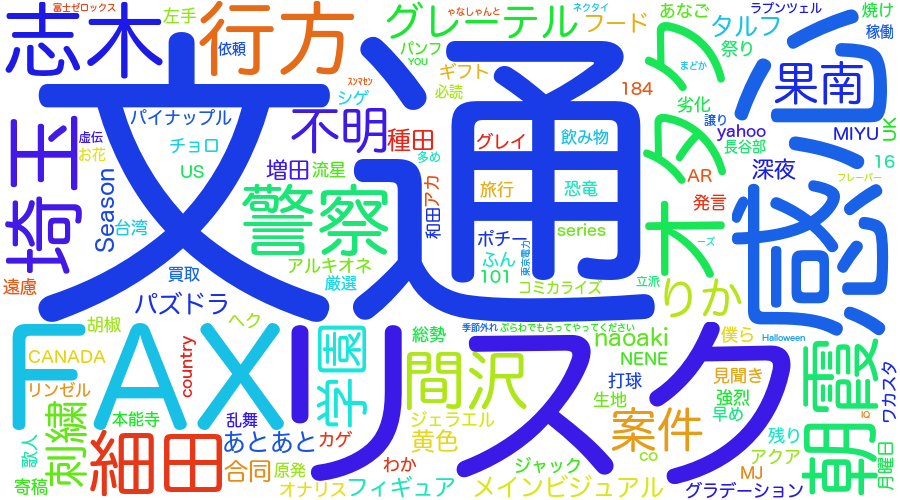 富士ゼロックス
左手
ゃなしゃんと
ネクタイ
ラプンツェル
焼け
志木
行方
グレーテル
フード
あなご
タルフ
稼働
依頼
パンフ
YOU
祭り
心
文通
ギフト
まどか
オタク
果南
シゲ
必読
184
パイナップル
不明
種田
劣化
譲り
yahoo
MIYU
UK
埼玉
虚伝
お花
チョロ
グレイ
飲み物
長谷部
US
増田
流星
多め
深夜
16
フレーバー
警察
旅行
恐竜
AR
惑
Season
台湾
和田
アカ
発言
series
ポチー
ふん
東京電力
ーズ
アルキオネ
買取
厳選
101
コミカライズ
立派
りか
遠慮
パズドラ
季節外れ
ぷらわでもらってやってください
Halloween
FAX
リスク
胡椒
ヘク
学園
総勢
naoaki
僕ら
霞
CANADA
country
間沢
NENE
見聞き
ワカスタ
リンゼル
打球
強烈
刺繍
本能寺
乱舞
ジェラエル
生地
早め
IQ
歌人
細田
あとあと
カゲ
黄色
案件
残り
朝
合同
原発
わか
ジャック
co
アクア
月曜日
寄稿
オナリス
フィギュア
メインビジュアル
MJ
グラデーション